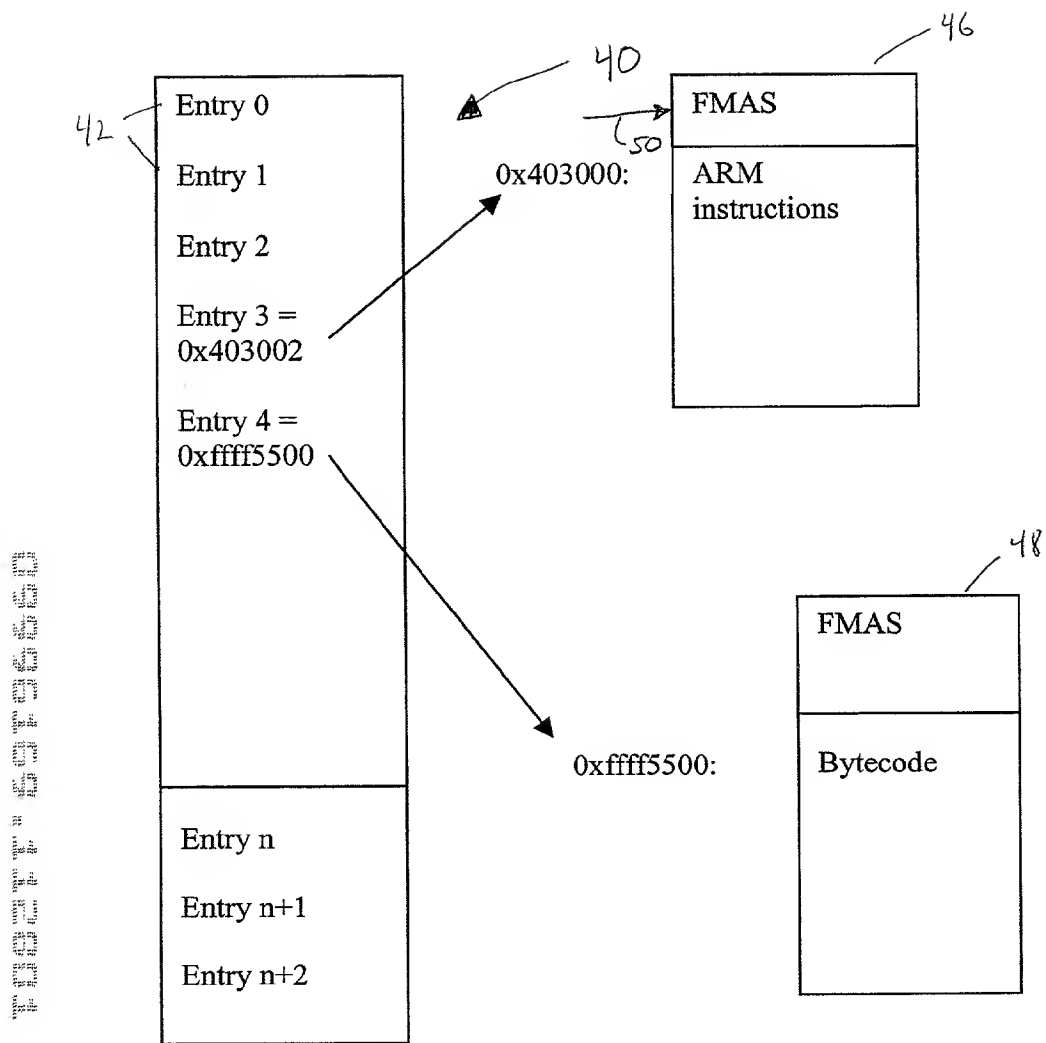 46
40
Entry 0
FMAS
42
50
Entry 1
0x403000:
ARM
instructions
Entry 2
Entry 3 =
0x403002
Entry 4 =
0xffff5500
48
FMAS
0xffff5500:
Bytecode
Entry n
Entry n+1
Entry n+2